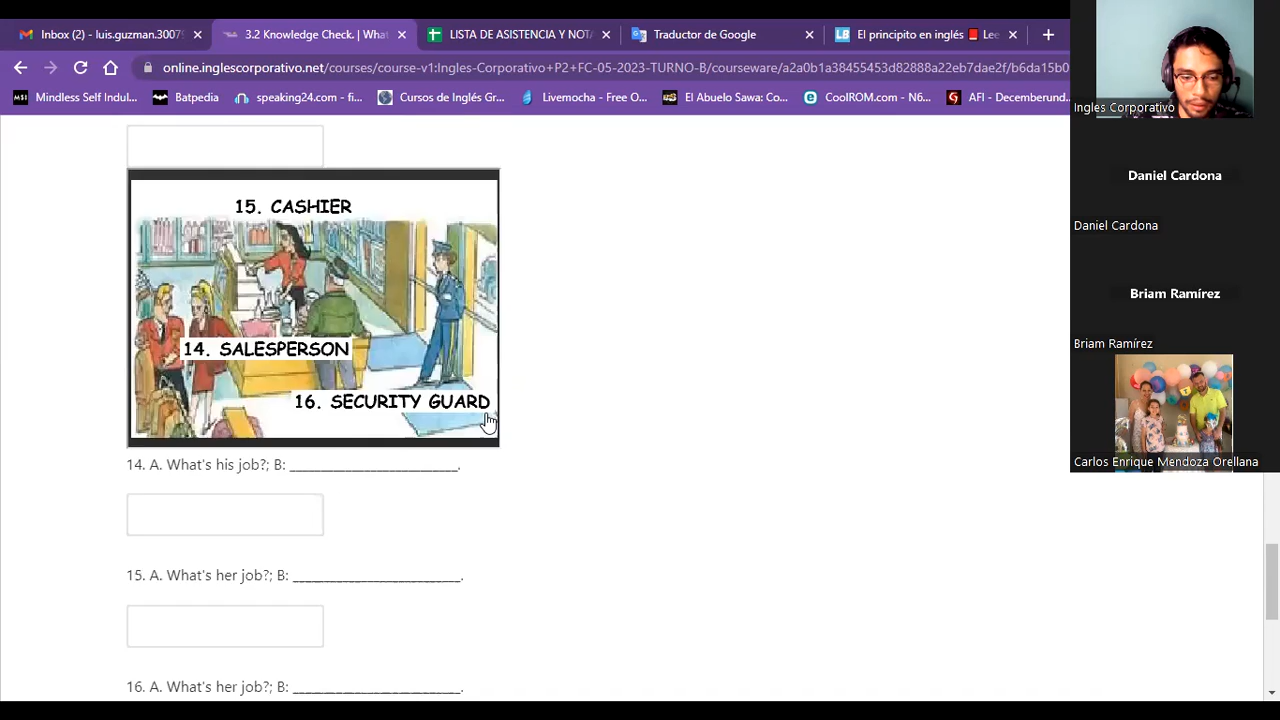 Inbox (2) - luis.guzman.3007
3.2 Knowledge Check. | What
LISTA DE ASISTENCIA Y NOT
Traductor de Google
El principito en inglés
Lee
online.inglescorporativo.net/courses/course-v1:Ingles-Corporativo+P2+FC-05-2023-TURNO-B/courseware/a2a0b1a38455453d82888a22eb7dae2f/b6da15b0
Mindless Self Indul...
Batpedia
speaking24.com - fi...
Cursos de Inglés Gr...
Livemocha - Free O...
El Abuelo Sawa: Co...
CoolROM.com - N6...
AFI - Decemberund...
Ingles Corporativo
Daniel Cardona
Daniel Cardona
Briam Ramírez
Briam Ramírez
Carlos Enrique Mendoza Orellana
15. CASHIER
14. SALESPERSON
16. SECURITY GUARD
14. A. What's his job?; B: ________________________.
15. A. What's her job?; B: ________________________.
16. A. What's her job?; B: ________________________.